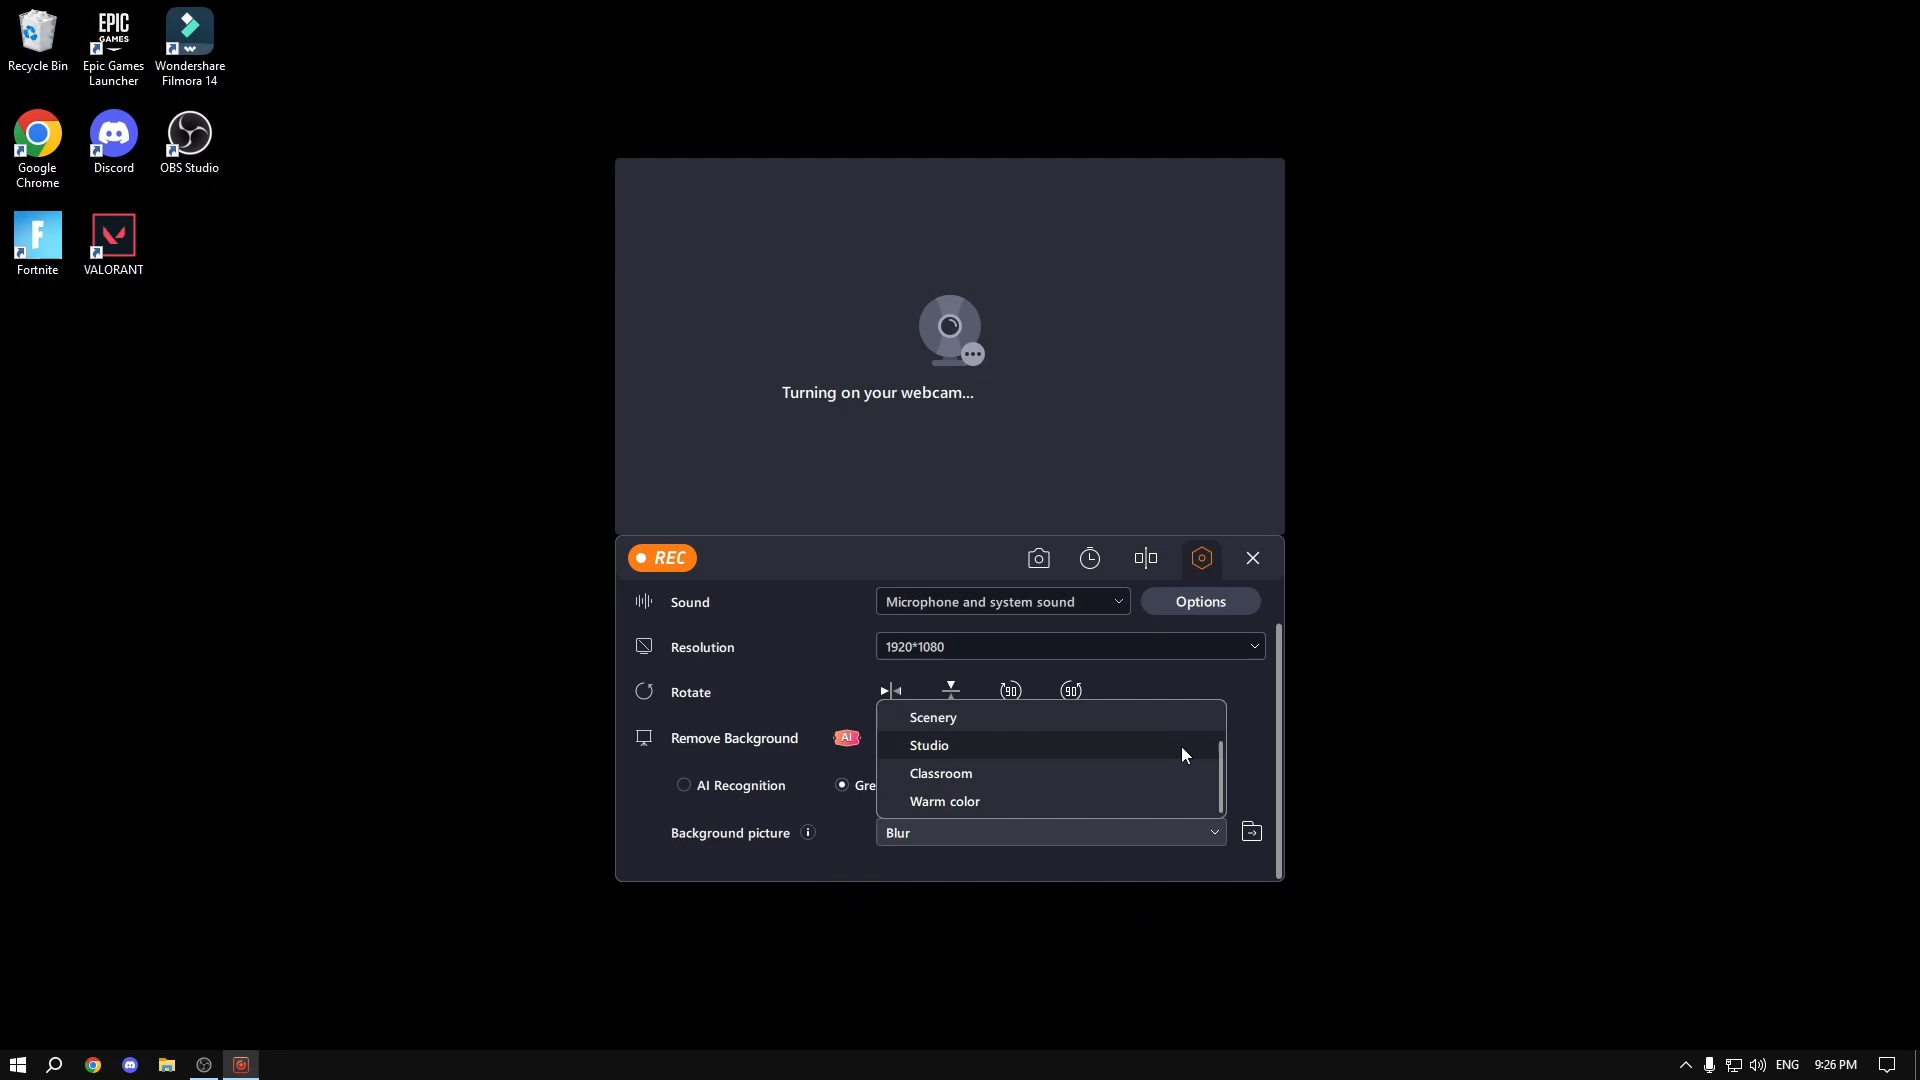 Recycle Bin
EPIC
GAMES
Epic Games
Launcher
Wondershare
Filmora 14
Google
Chrome
Discord
OBS Studio
F
Fortnite
VALORANT
Turning on your webcam...
REC
Sound
Microphone and system sound
Options
Resolution
1920*1080
Rotate
90
90
Remove Background
AI
Scenery
Studio
Classroom
Warm color
AI Recognition
Gre
Background picture
Blur
ENG
9:26 PM